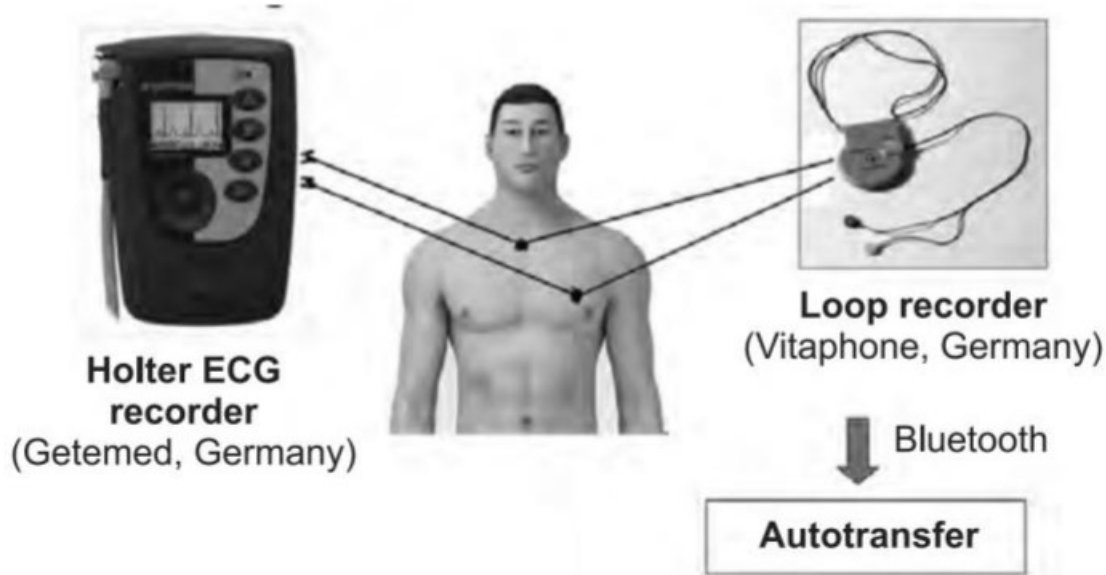 Holter ECG
recorder
(Getemed, Germany)
Loop recorder
(Vitaphone, Germany)
Bluetooth
Autotransfer